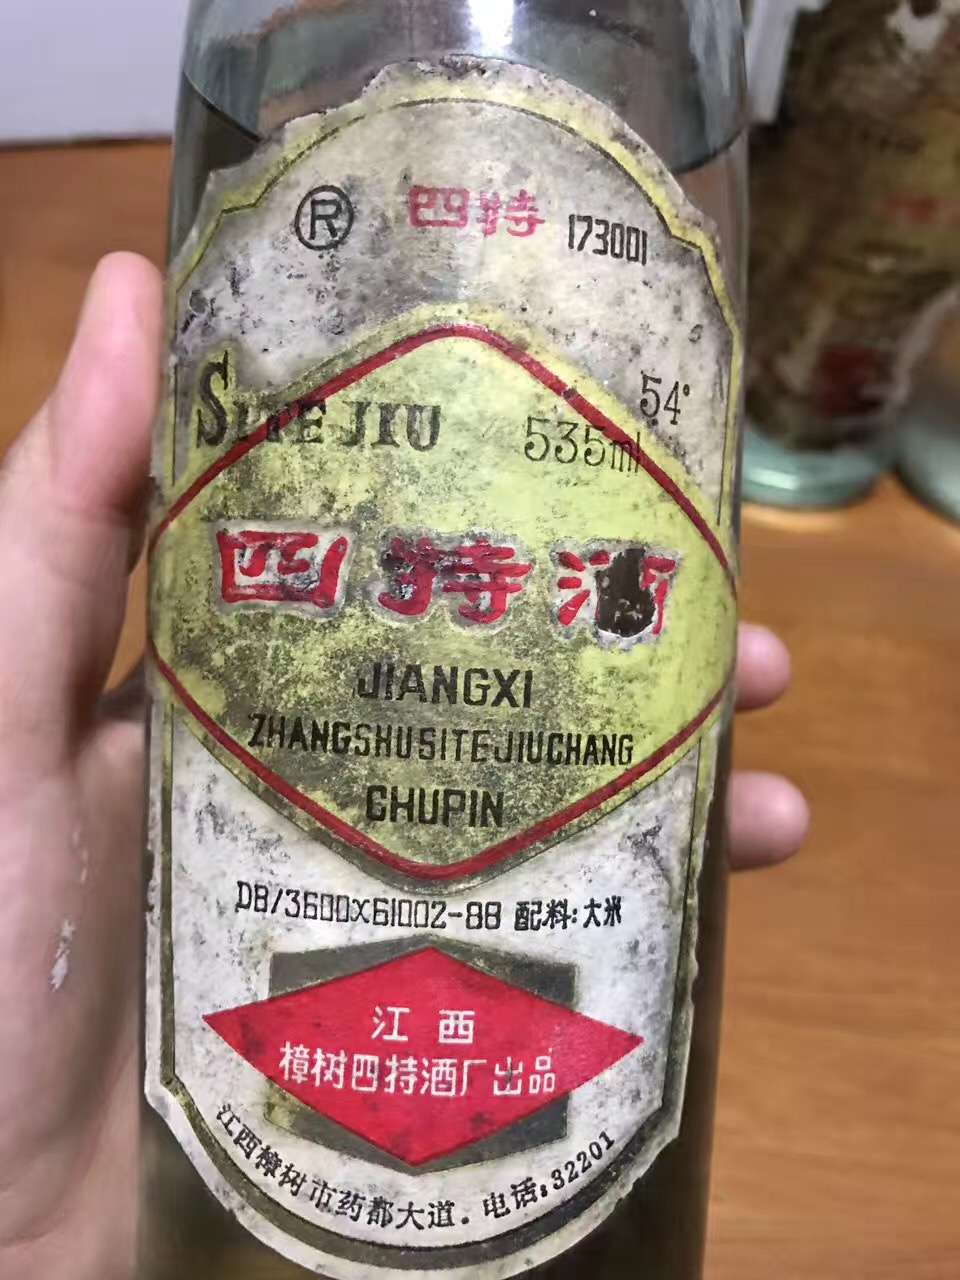 ® 四特 173001
54°
SITE JIU 535ml
四特酒
JIANGXI
ZHANGSHUSITEJIUCHANG
CHUPIN
DB/3600X61002-88 配料:大米
江西
樟树四特酒厂出品
江西樟树市药都大道.电话:32201